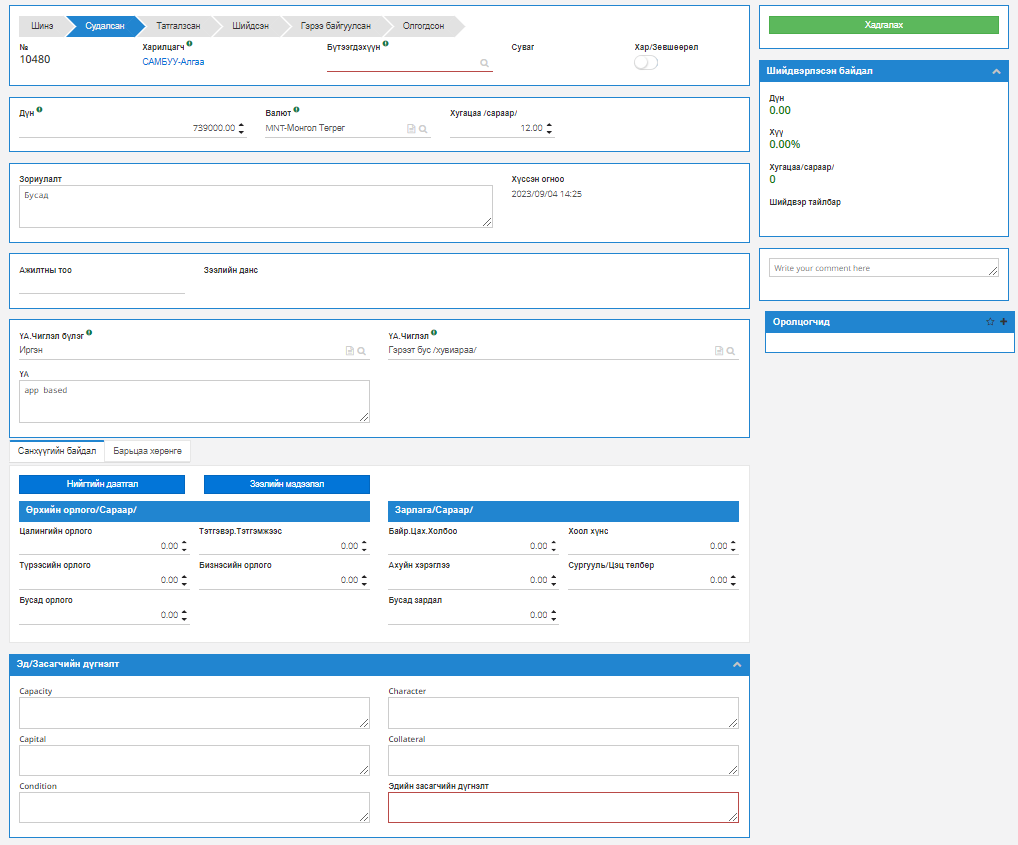 Шинэ Судалсан Татгалзсан Шийдсэн Гэрээ байгуулсан Олгогдсон
№ Харилцагч Бүтээгдэхүүн Суваг Хар/Зөвшөөрөл
10480 САМБУУ-Алгаа
Дүн Валют Хугацаа /сараар/
739000.00 MNT-Монгол Төгрөг 12.00
Зориулалт Хүссэн огноо
Бусад 2023/09/04 14:25
Ажилтны тоо Зээлийн данс
ҮА.Чиглэл бүлэг ҮА.Чиглэл
Иргэн Гэрээт бус /хувиараа/
ҮА
app based
Санхүүгийн байдал Барьцаа хөрөнгө
Нийгтийн даатгал Зээлийн мэдээлэл
Өрхийн орлого/Сараар/ Зарлага/Сараар/
Цалингийн орлого Тэтгэвэр.Тэтгэмжээс Байр.Цах.Холбоо Хоол хүнс
0.00 0.00 0.00 0.00
Түрээсийн орлого Бизнэсийн орлого Ахуйн хэрэглээ Сургууль/Цэц төлбөр
0.00 0.00 0.00 0.00
Бусад орлого Бусад зардал
0.00 0.00
Эд/Засагчийн дүгнэлт
Capacity Character
Capital Collateral
Condition Эдийн засагчийн дүгнэлт
Хадгалах
Шийдвэрлэсэн байдал
Дүн
0.00
Хүү
0.00%
Хугацаа/сараар/
0
Шийдвэр тайлбар
Write your comment here
Оролцогчид